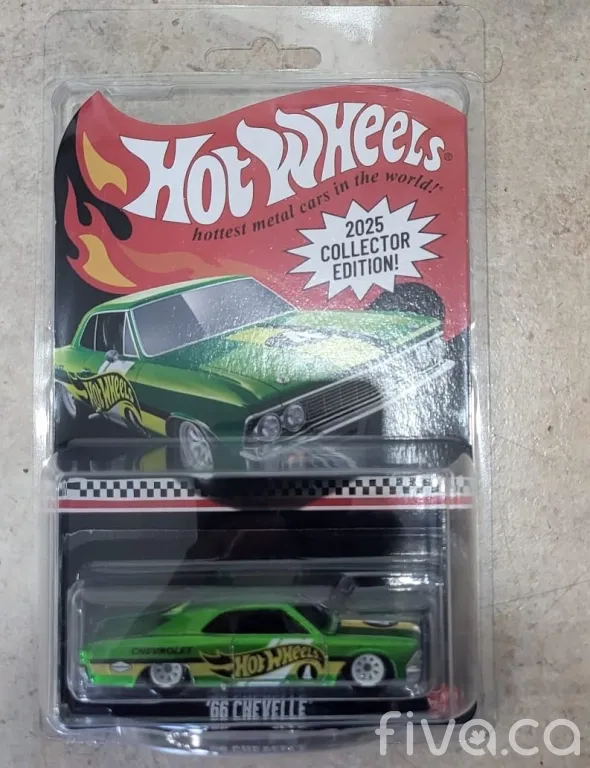 Hot Wheels®
hottest metal cars in the world!™
2025
COLLECTOR
EDITION!
HOT WHEELS
CHEVROLET
HOT WHEELS
'66 CHEVELLE
fiva.ca